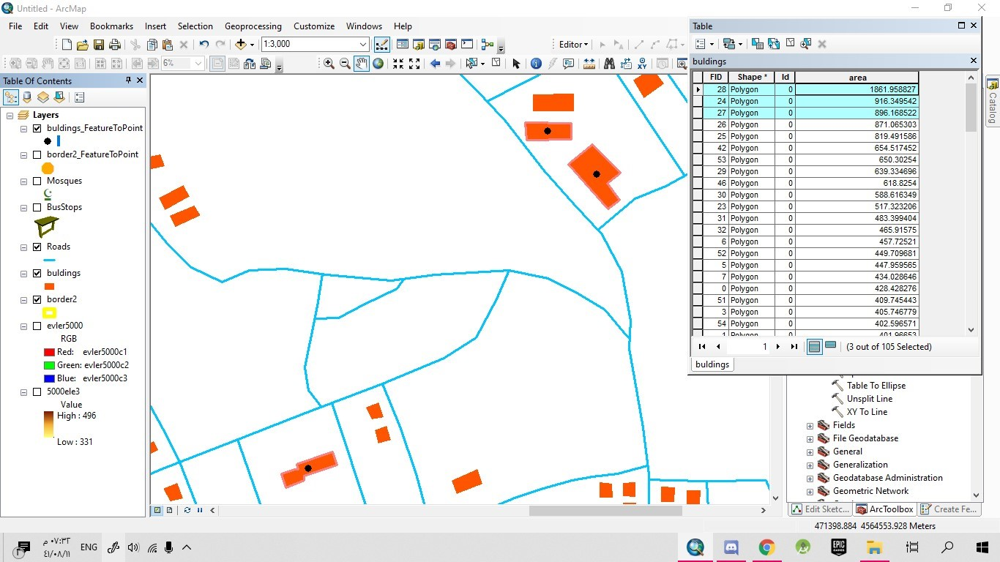 Untitled - ArcMap
File Edit View Bookmarks Insert Selection Geoprocessing Customize Windows Help
1:3,000
Editor
6%
Table Of Contents
Layers
buldings_FeatureToPoint
border2_FeatureToPoint
Mosques
BusStops
Roads
buldings
border2
evler5000
RGB
Red: evler5000c1
Green: evler5000c2
Blue: evler5000c3
5000ele3
Value
High : 496
Low : 331
Table
buldings
FID Shape * Id area
28 Polygon 0 1861.958827
24 Polygon 0 916.349542
27 Polygon 0 896.168522
26 Polygon 0 871.065303
25 Polygon 0 819.491586
42 Polygon 0 654.517452
53 Polygon 0 650.30254
29 Polygon 0 639.334696
46 Polygon 0 618.8254
30 Polygon 0 588.616349
23 Polygon 0 517.323206
31 Polygon 0 483.399404
32 Polygon 0 465.91575
6 Polygon 0 457.72521
52 Polygon 0 449.709681
5 Polygon 0 447.959565
7 Polygon 0 434.028646
0 Polygon 0 428.428276
51 Polygon 0 409.745443
3 Polygon 0 405.746779
54 Polygon 0 402.596571
1 Polygon 0 401.96653
1 (3 out of 105 Selected)
buldings
Catalog
Table To Ellipse
Unsplit Line
XY To Line
Fields
File Geodatabase
General
Generalization
Geodatabase Administration
Geometric Network
Edit Sketc... ArcToolbox Create Fe...
471398.884 4564553.928 Meters
٠٧:٣٢ م
ENG
٤١/٠٨/١١
EPIC
GAMES